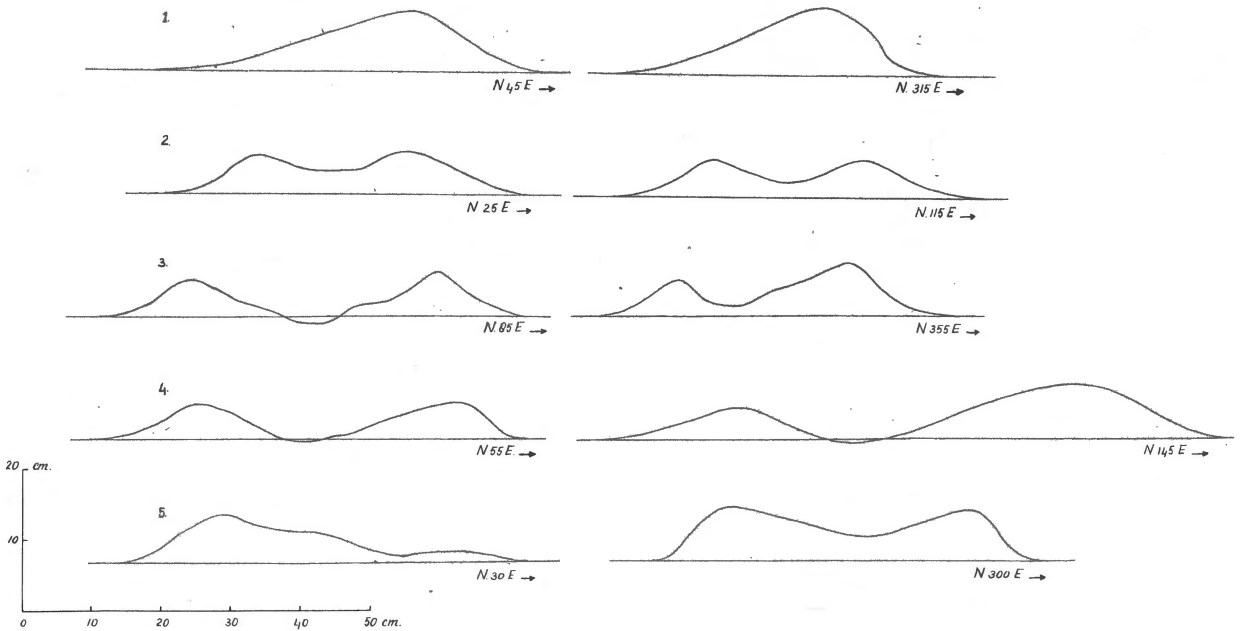 1.
N 45 E →
N. 315 E →
2.
N 25 E →
N. 115 E →
3.
N. 85 E →
N 355 E →
4.
N 55 E. →
N 145 E →
20 cm.
10
5.
N. 30 E →
N 300 E →
0 10 20 30 40 50 cm.